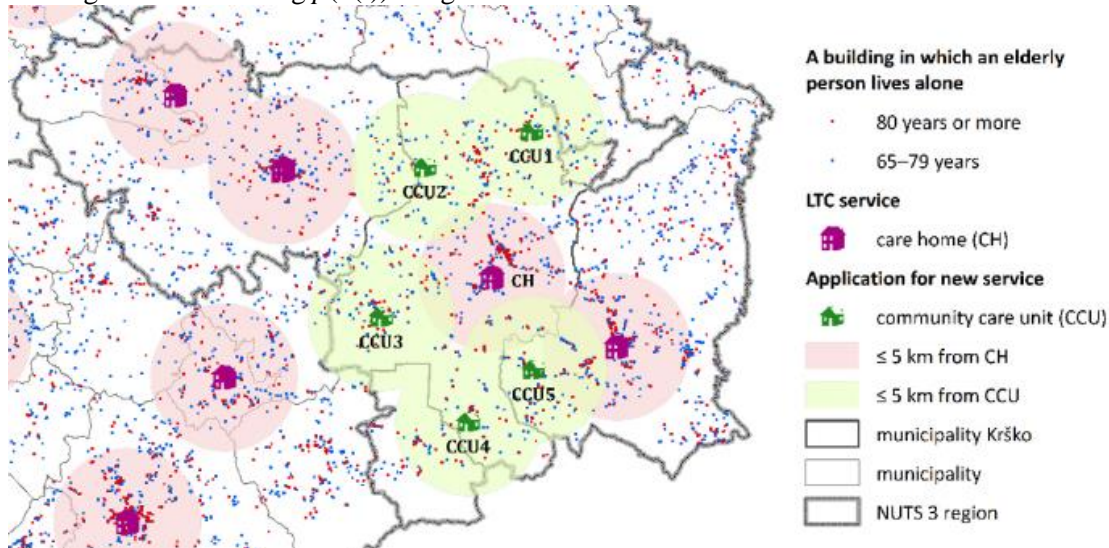 CCU1
CCU2
CH
CCU3
CCU5
CCU4
A building in which an elderly
person lives alone
80 years or more
65–79 years
LTC service
care home (CH)
Application for new service
community care unit (CCU)
≤ 5 km from CH
≤ 5 km from CCU
municipality Krško
municipality
NUTS 3 region